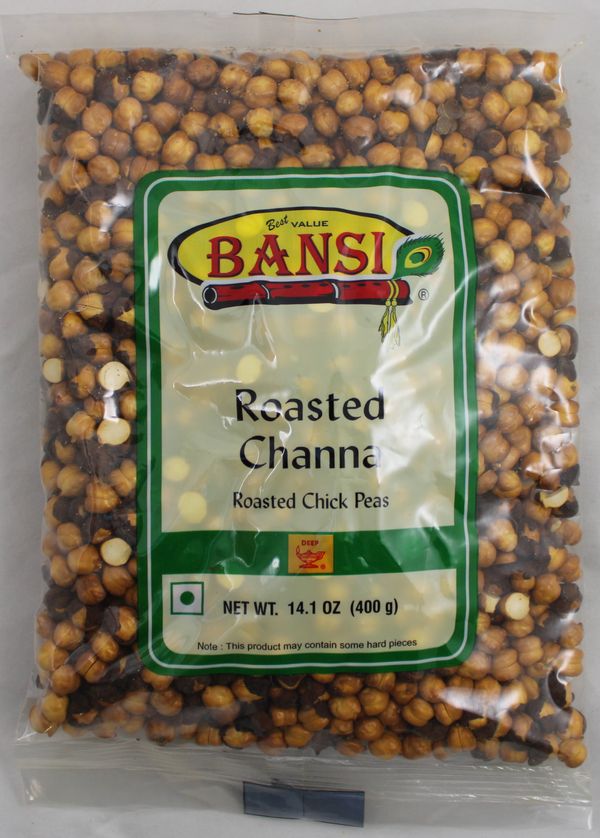 Best VALUE
BANSI
®
Roasted
Channa
Roasted Chick Peas
DEEP
®
NET WT. 14.1 OZ (400 g)
Note : This product may contain some hard pieces